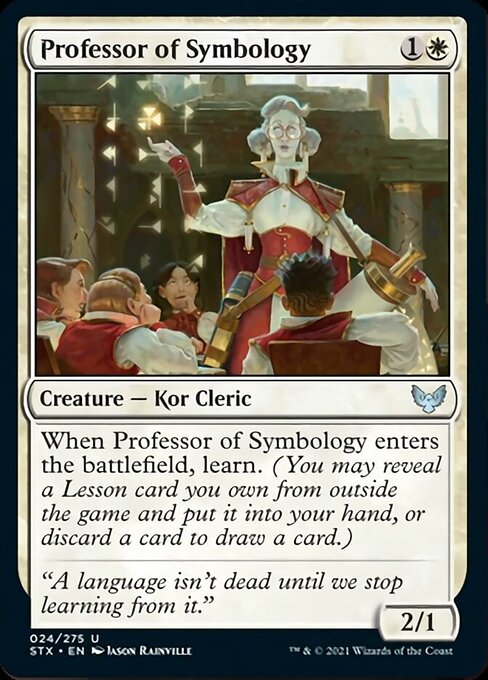 Professor of Symbology 1
Creature — Kor Cleric
When Professor of Symbology enters
the battlefield, learn. (You may reveal
a Lesson card you own from outside
the game and put it into your hand, or
discard a card to draw a card.)
“A language isn’t dead until we stop
learning from it.”
2/1
024/275 U
STX • EN Jason Rainville ™ & © 2021 Wizards of the Coast